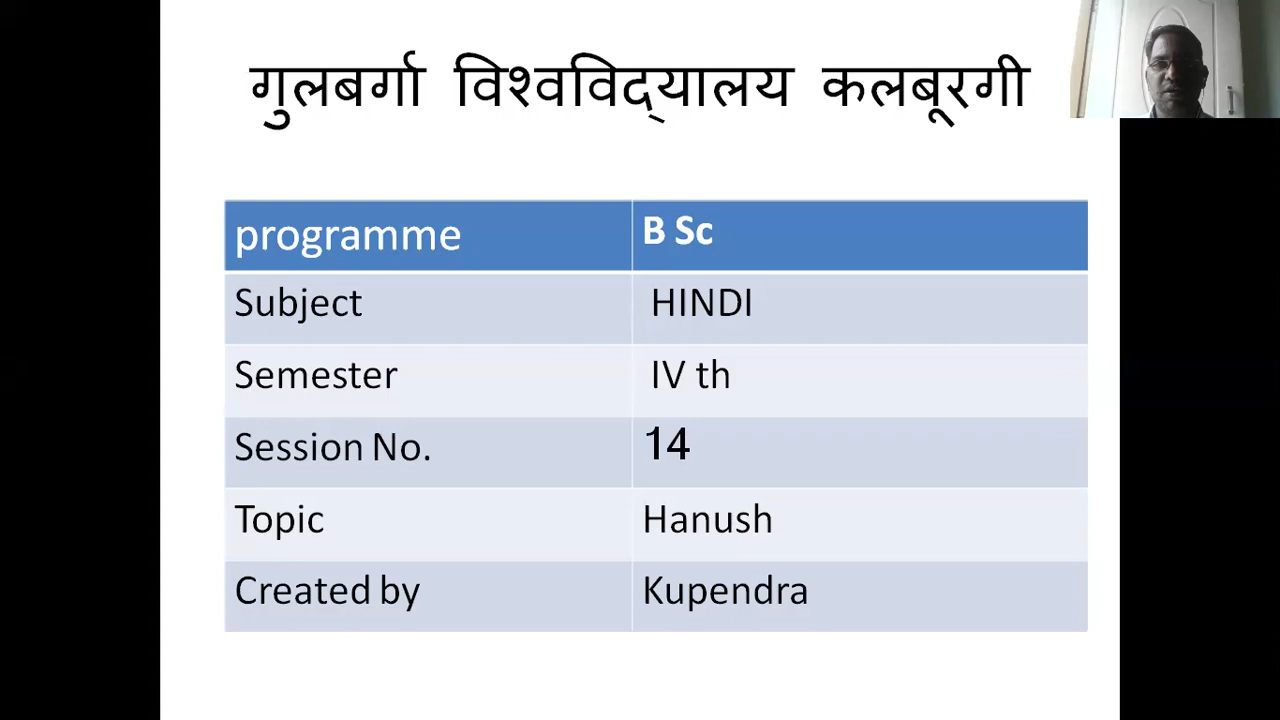 गुलबर्गा विश्वविद्‌यालय कलबूरगी
programme B Sc
Subject HINDI
Semester IV th
Session No. 14
Topic Hanush
Created by Kupendra